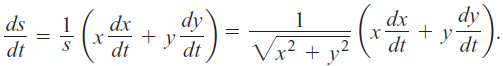 ds/dt = 1/s (x dx/dt + y dy/dt) = 1/√(x² + y²) (x dx/dt + y dy/dt).